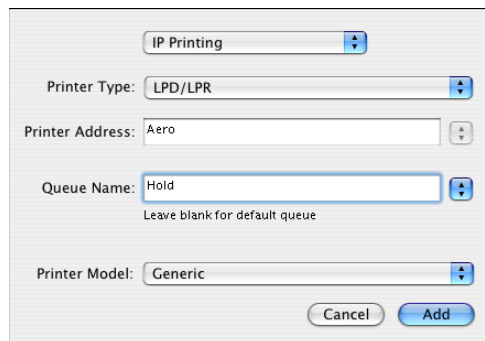 IP Printing
Printer Type: LPD/LPR
Printer Address: Aero
Queue Name: Hold
Leave blank for default queue
Printer Model: Generic
Cancel Add